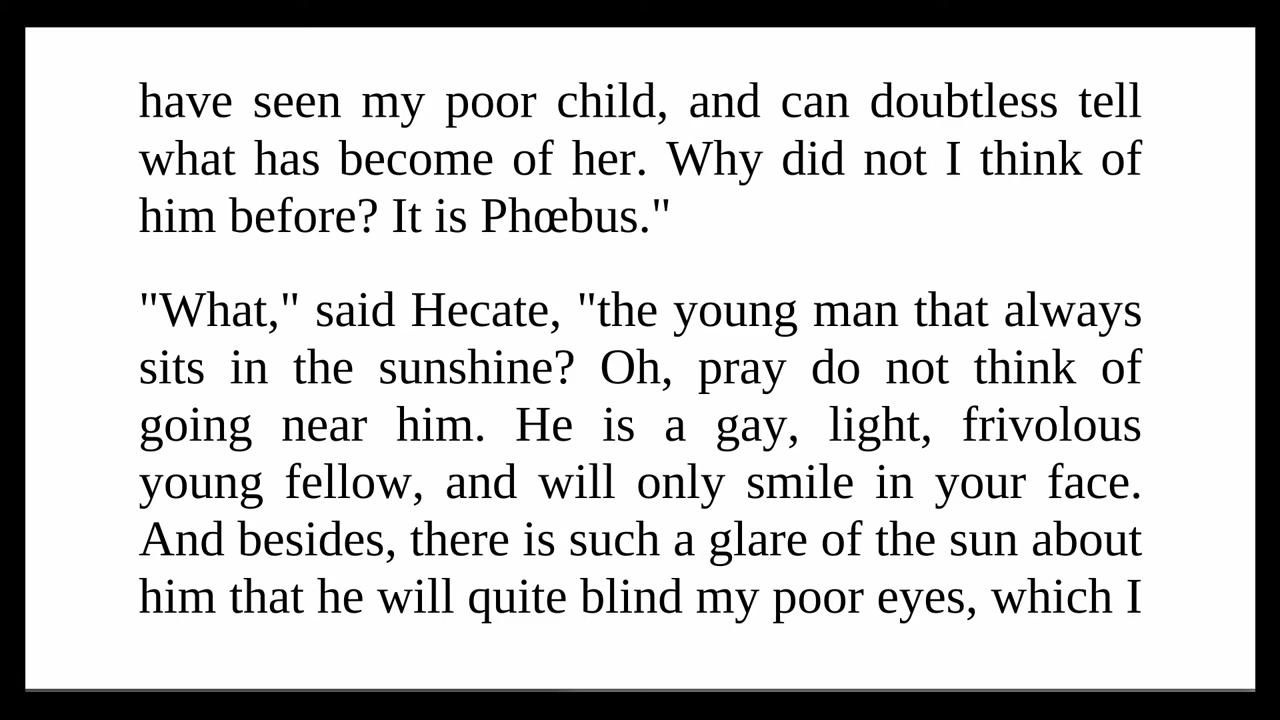 have seen my poor child, and can doubtless tell
what has become of her. Why did not I think of
him before? It is Phœbus."
"What," said Hecate, "the young man that always
sits in the sunshine? Oh, pray do not think of
going near him. He is a gay, light, frivolous
young fellow, and will only smile in your face.
And besides, there is such a glare of the sun about
him that he will quite blind my poor eyes, which I